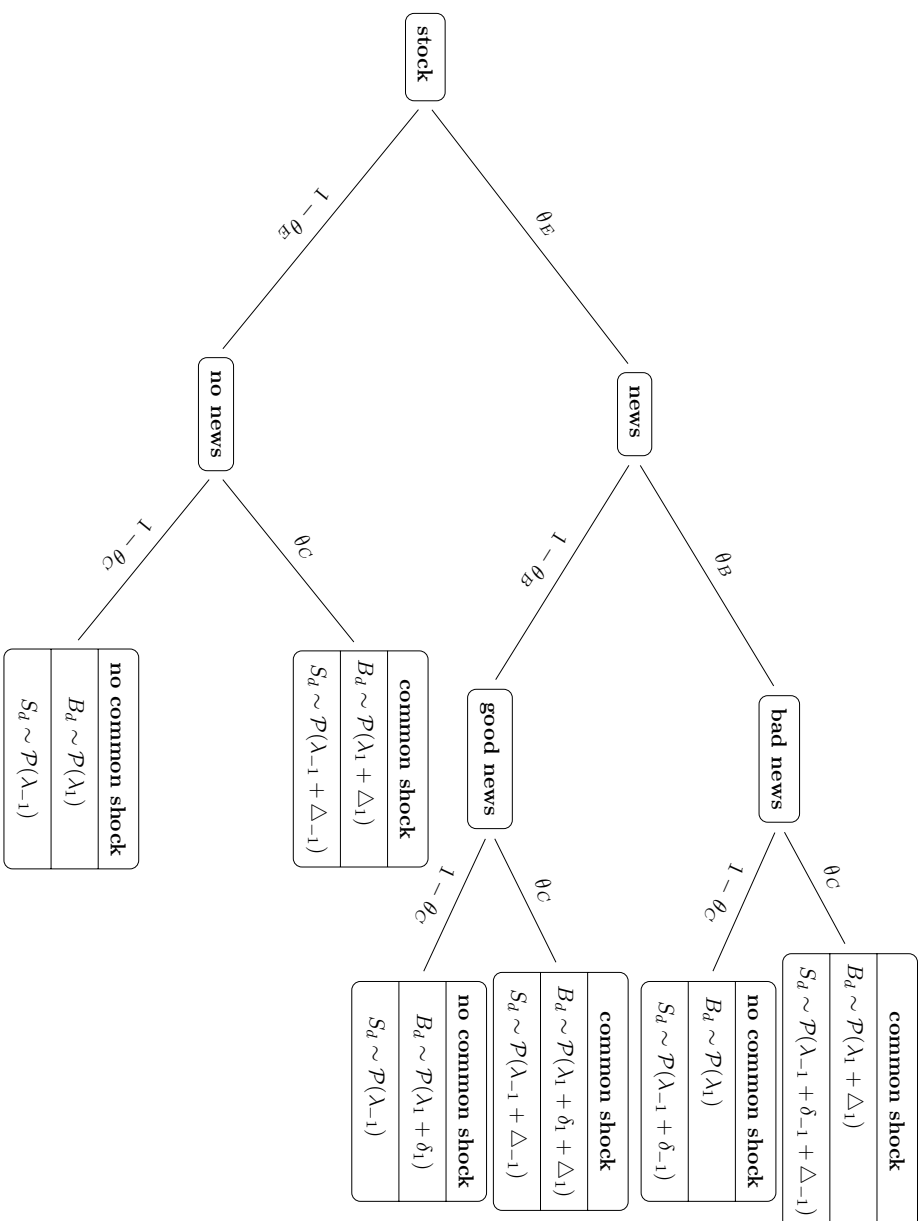 stock
θ_E
1 − θ_E
news
no news
θ_B
1 − θ_B
θ_C
1 − θ_C
bad news
good news
θ_C
1 − θ_C
θ_C
1 − θ_C
common shock
B_d ∼ 𝒫(λ_1 + △_1)
S_d ∼ 𝒫(λ_{−1} + δ_{−1} + △_{−1})
no common shock
B_d ∼ 𝒫(λ_1)
S_d ∼ 𝒫(λ_{−1} + δ_{−1})
common shock
B_d ∼ 𝒫(λ_1 + δ_1 + △_1)
S_d ∼ 𝒫(λ_{−1} + △_{−1})
no common shock
B_d ∼ 𝒫(λ_1 + δ_1)
S_d ∼ 𝒫(λ_{−1})
common shock
B_d ∼ 𝒫(λ_1 + △_1)
S_d ∼ 𝒫(λ_{−1} + △_{−1})
no common shock
B_d ∼ 𝒫(λ_1)
S_d ∼ 𝒫(λ_{−1})